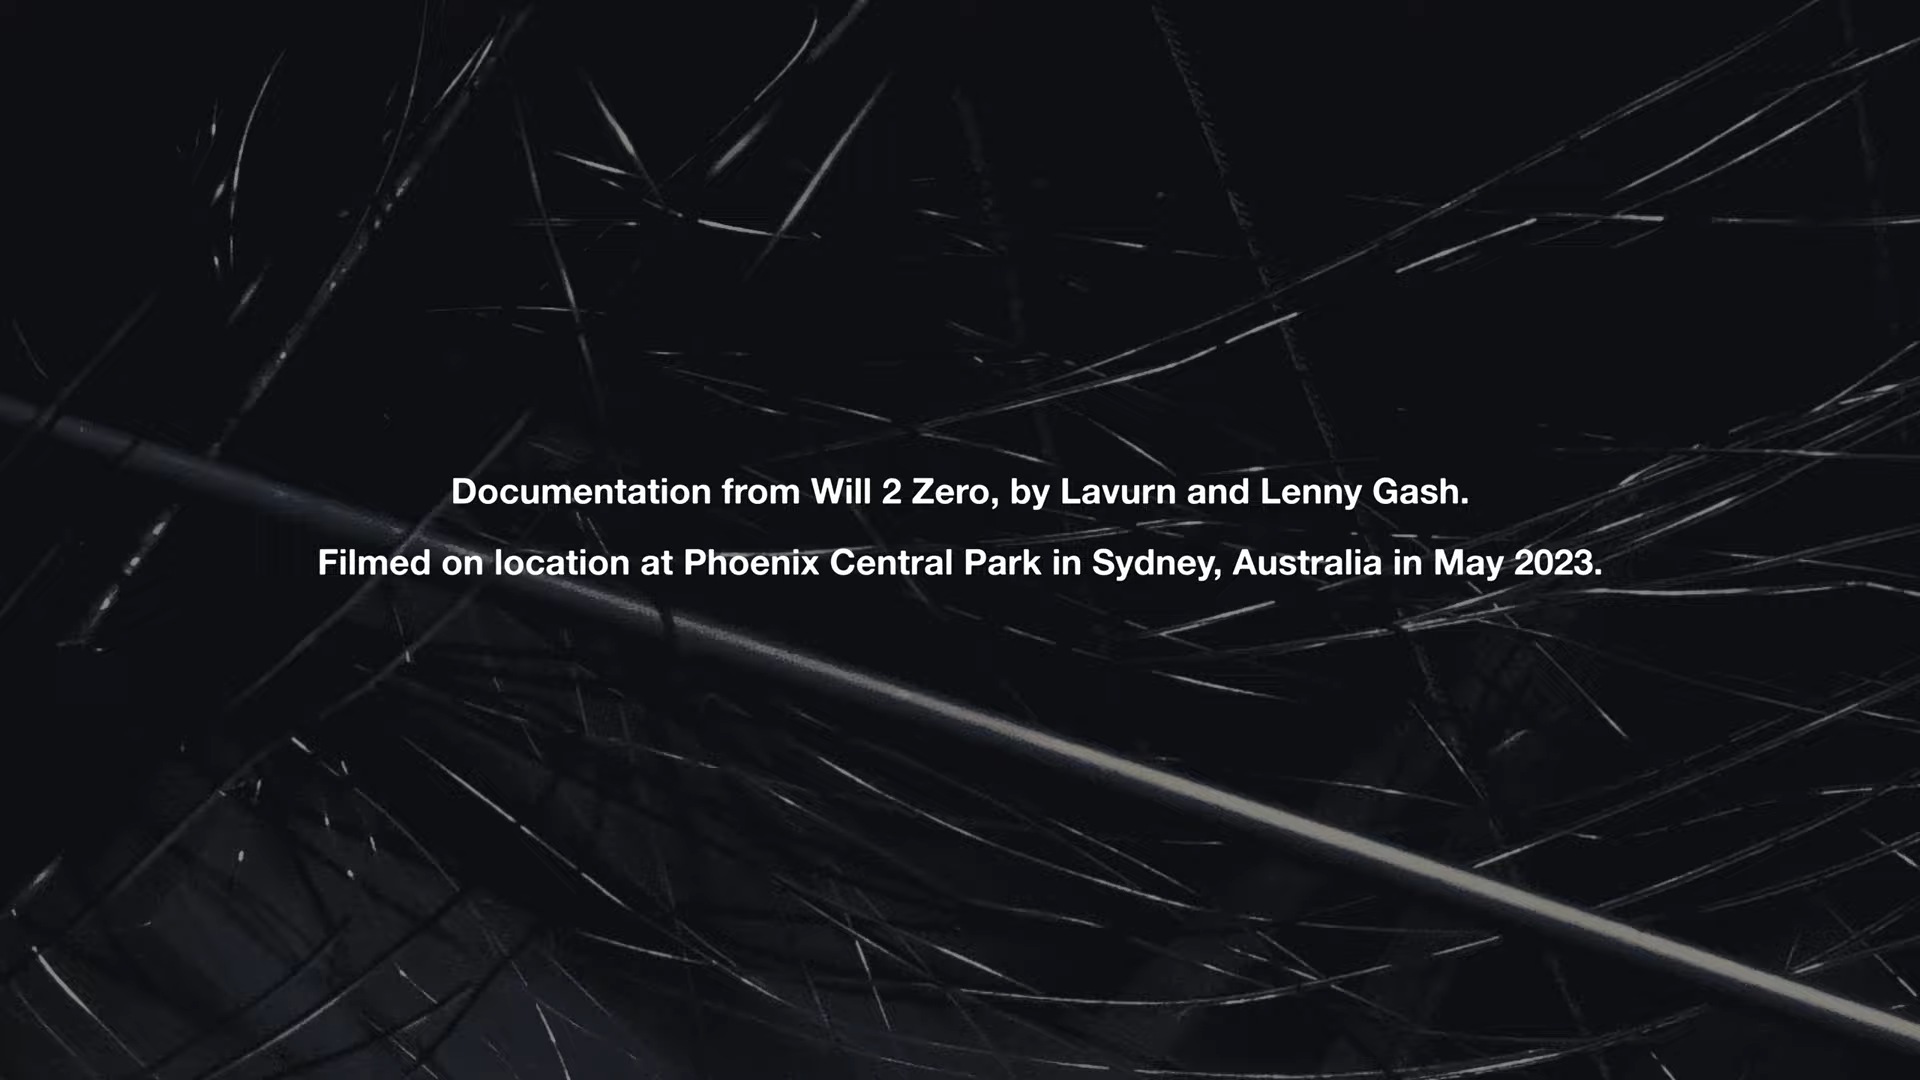 Documentation from Will 2 Zero, by Lavurn and Lenny Gash.
Filmed on location at Phoenix Central Park in Sydney, Australia in May 2023.